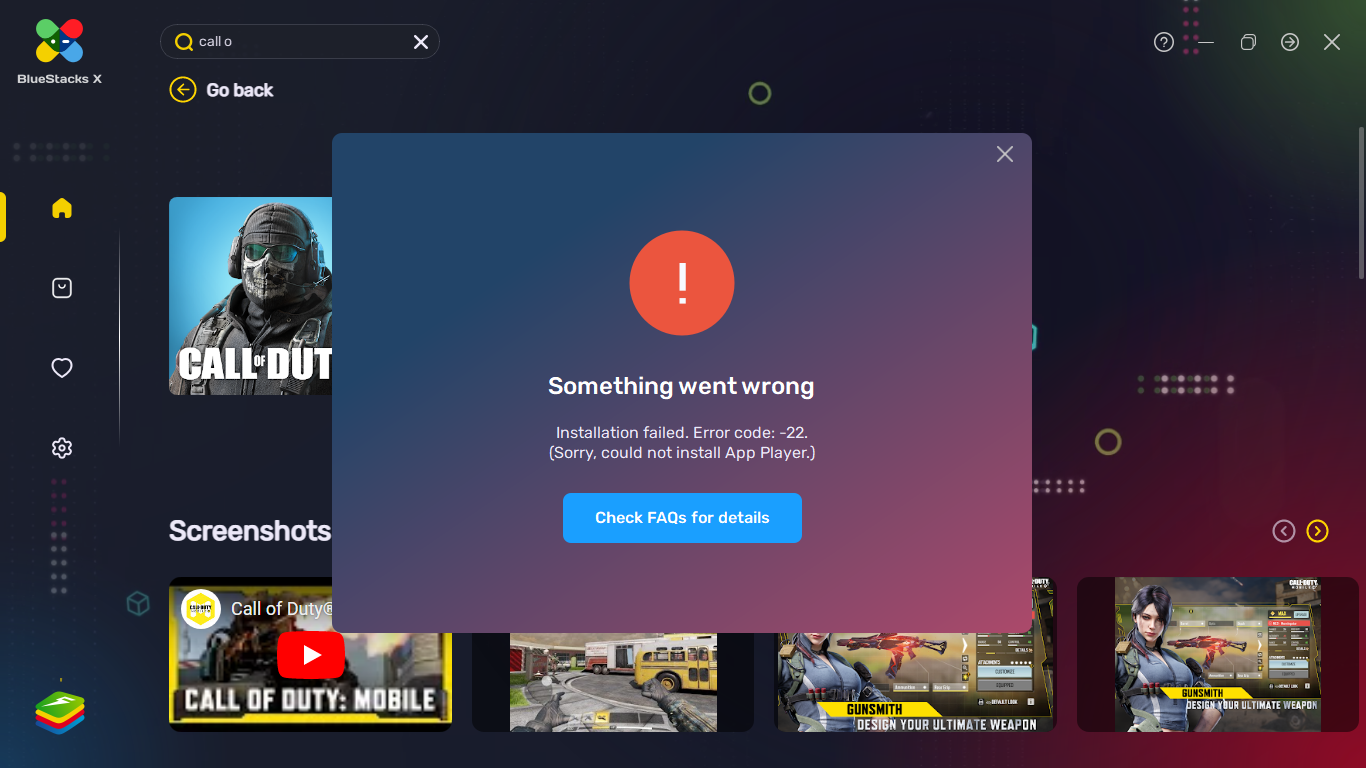 BlueStacks X
call o
Go back
CALL OF DUT
Something went wrong
Installation failed. Error code: -22.
(Sorry, could not install App Player.)
Check FAQs for details
Screenshots
Call of Duty®
CALL OF DUTY: MOBILE
GUNSMITH
DESIGN YOUR ULTIMATE WEAPON
GUNSMITH
DESIGN YOUR ULTIMATE WEAPON